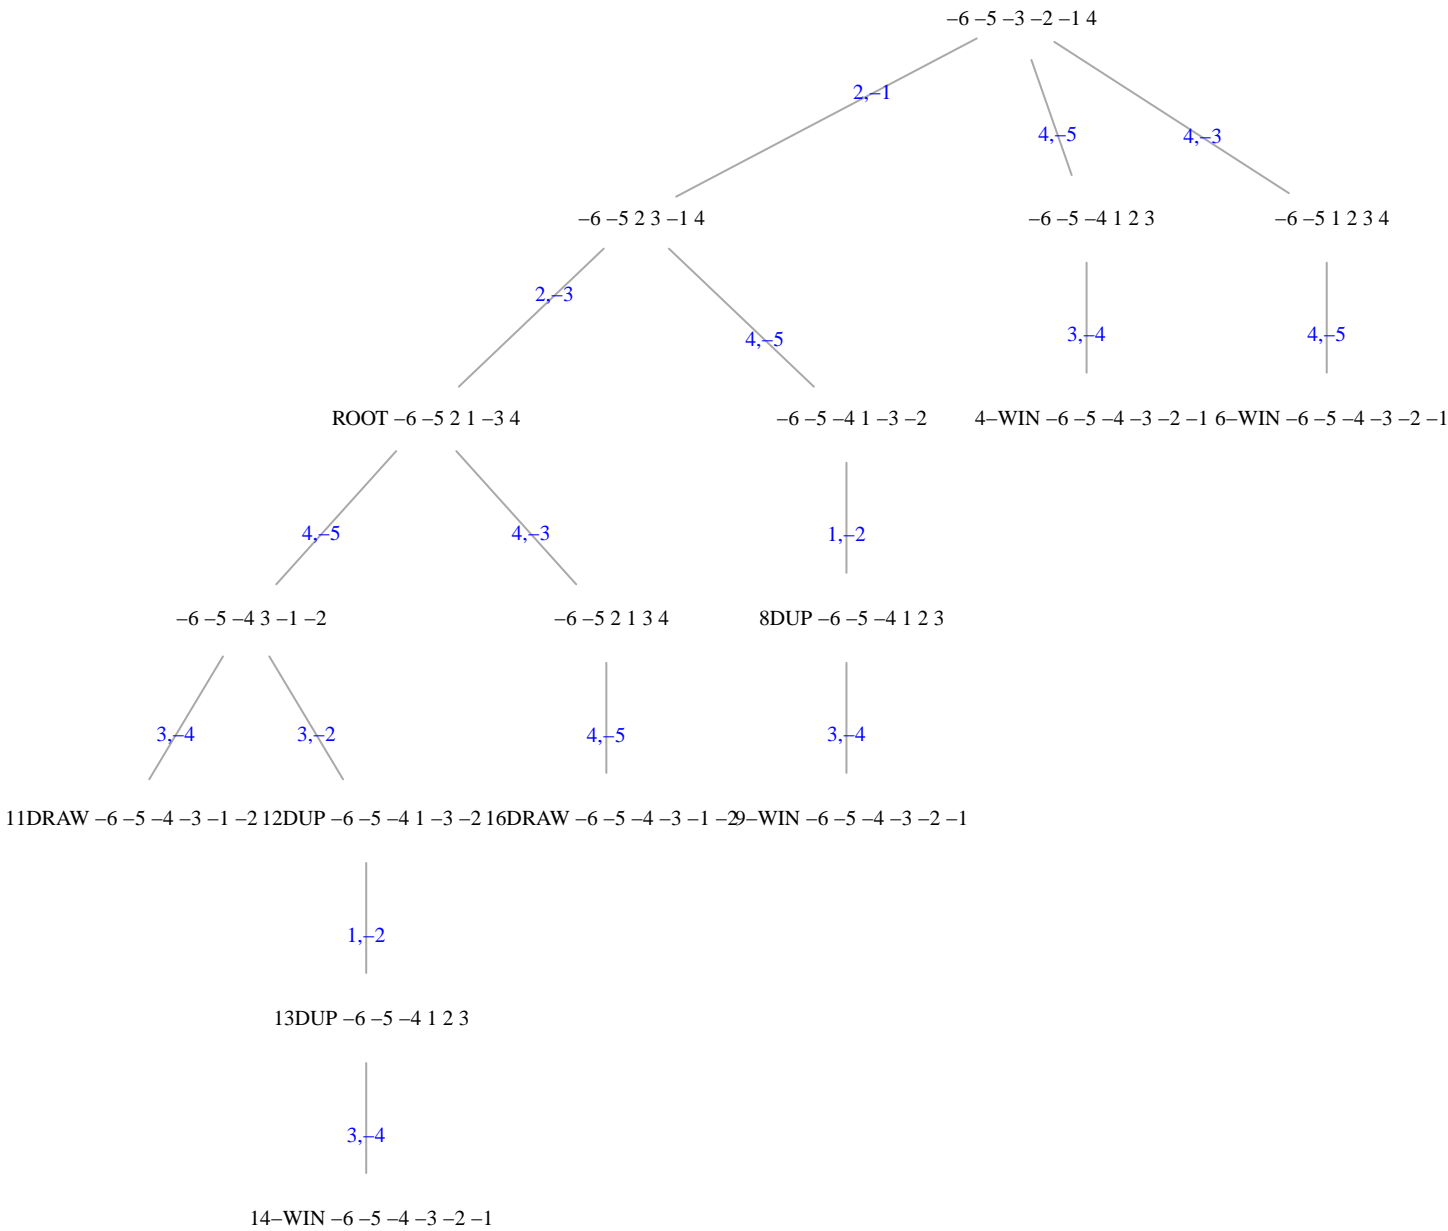 −6 −5 −3 −2 −1 4
2,−1
4,−5
4,−3
−6 −5 2 3 −1 4
−6 −5 −4 1 2 3
−6 −5 1 2 3 4
2,−3
4,−5
3,−4
4,−5
ROOT −6 −5 2 1 −3 4
−6 −5 −4 1 −3 −2
4−WIN −6 −5 −4 −3 −2 −1
6−WIN −6 −5 −4 −3 −2 −1
4,−5
4,−3
1,−2
−6 −5 −4 3 −1 −2
−6 −5 2 1 3 4
8DUP −6 −5 −4 1 2 3
3,−4
3,−2
4,−5
3,−4
11DRAW −6 −5 −4 −3 −1 −2
12DUP −6 −5 −4 1 −3 −2
16DRAW −6 −5 −4 −3 −1 −2
9−WIN −6 −5 −4 −3 −2 −1
1,−2
13DUP −6 −5 −4 1 2 3
3,−4
14−WIN −6 −5 −4 −3 −2 −1